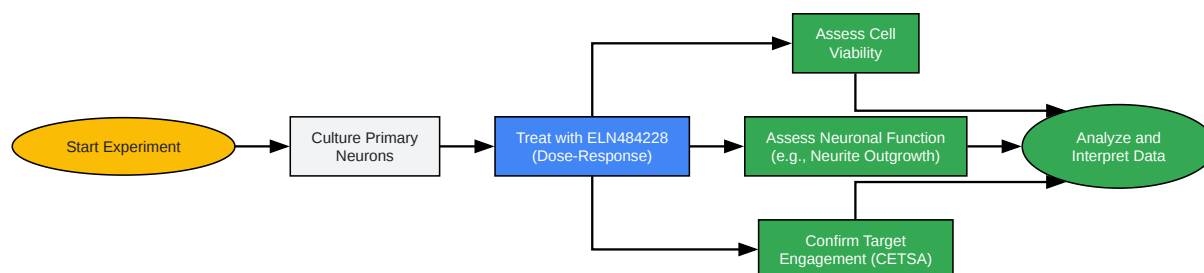 Start Experiment
Culture Primary
Neurons
Treat with ELN484228
(Dose-Response)
Assess Cell
Viability
Assess Neuronal Function
(e.g., Neurite Outgrowth)
Confirm Target
Engagement (CETSA)
Analyze and
Interpret Data